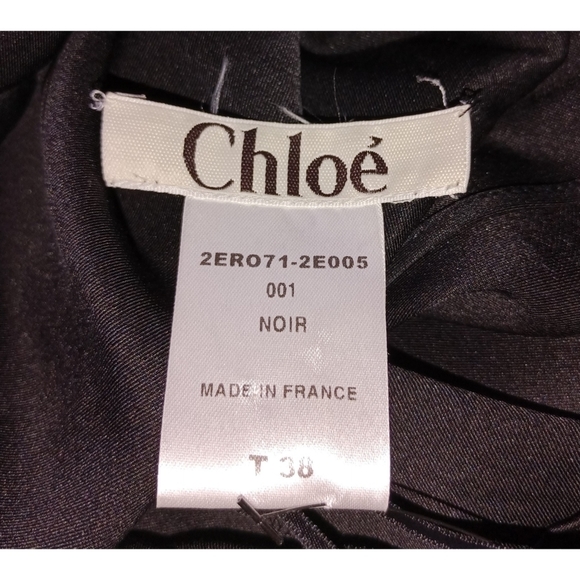 Chloé
2ERO71-2E005
001
NOIR
MADE IN FRANCE
T 38